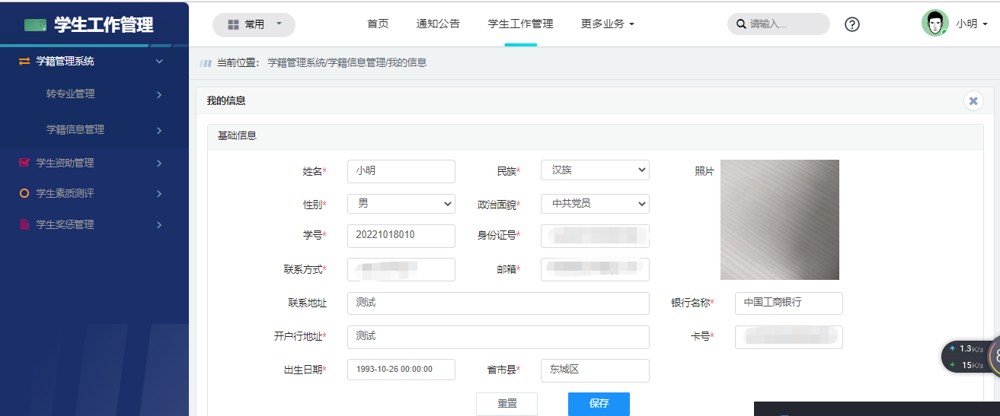 学生工作管理
常用
首页 通知公告 学生工作管理 更多业务
请输入...
小明
学籍管理系统
转专业管理
学籍信息管理
学生资助管理
学生素质测评
学生奖惩管理
当前位置： 学籍管理系统/学籍信息管理/我的信息
我的信息
基础信息
姓名* 小明 民族* 汉族 照片
性别* 男 政治面貌* 中共党员
学号* 20221018010 身份证号*
联系方式* 邮箱*
联系地址 测试 银行名称* 中国工商银行
开户行地址* 测试 卡号*
出生日期* 1993-10-26 00:00:00 省市县* 东城区
重置 保存
1.3K/s
15K/s